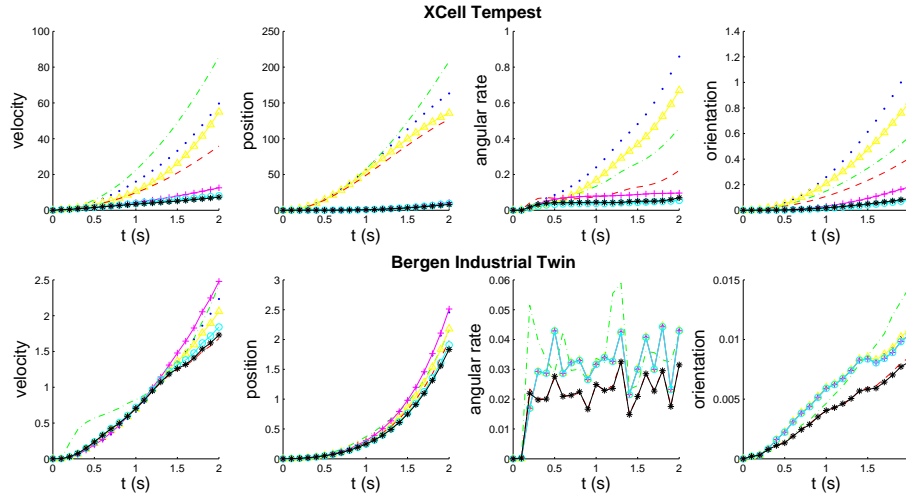 XCell Tempest
velocity
100
80
60
40
20
0
0 0.5 1 1.5 2
t (s)
position
250
200
150
100
50
0
0 0.5 1 1.5 2
t (s)
angular rate
1
0.8
0.6
0.4
0.2
0
0 0.5 1 1.5 2
t (s)
orientation
1.4
1.2
1
0.8
0.6
0.4
0.2
0
0 0.5 1 1.5 2
t (s)
Bergen Industrial Twin
velocity
2.5
2
1.5
1
0.5
0
0 0.5 1 1.5 2
t (s)
position
3
2.5
2
1.5
1
0.5
0
0 0.5 1 1.5 2
t (s)
angular rate
0.06
0.05
0.04
0.03
0.02
0.01
0
0 0.5 1 1.5 2
t (s)
orientation
0.015
0.01
0.005
0
0 0.5 1 1.5 2
t (s)